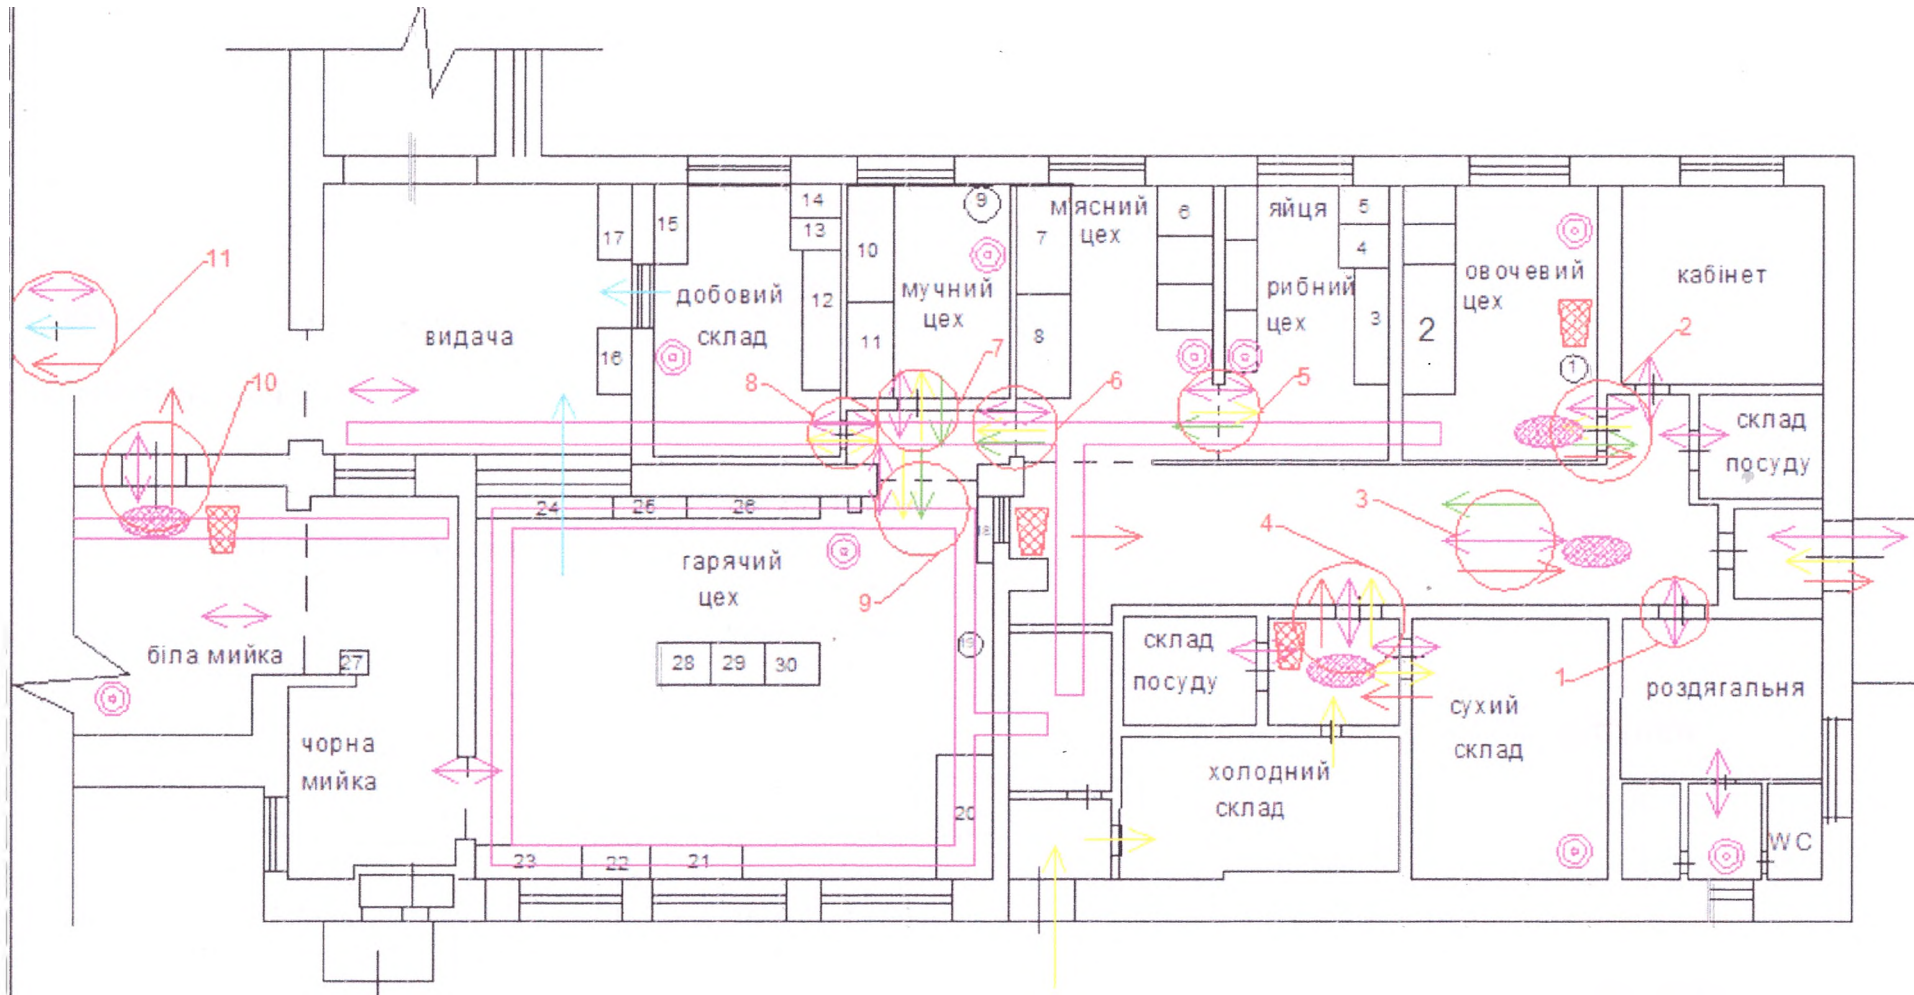 14
15
17
13
добовий
12
склад
16
видача
9
10
мучний
цех
11
7
м'ясний
цех
8
6
яйця
5
4
рибний
цех
3
овочевий
цех
2
1
кабінет
склад
посуду
11
10
8
7
6
5
2
3
4
9
1
24
25
26
18
гарячий
цех
19
28
29
30
20
23
22
21
біла мийка
27
чорна
мийка
склад
посуду
холодний
склад
сухий
склад
роздягальня
WC